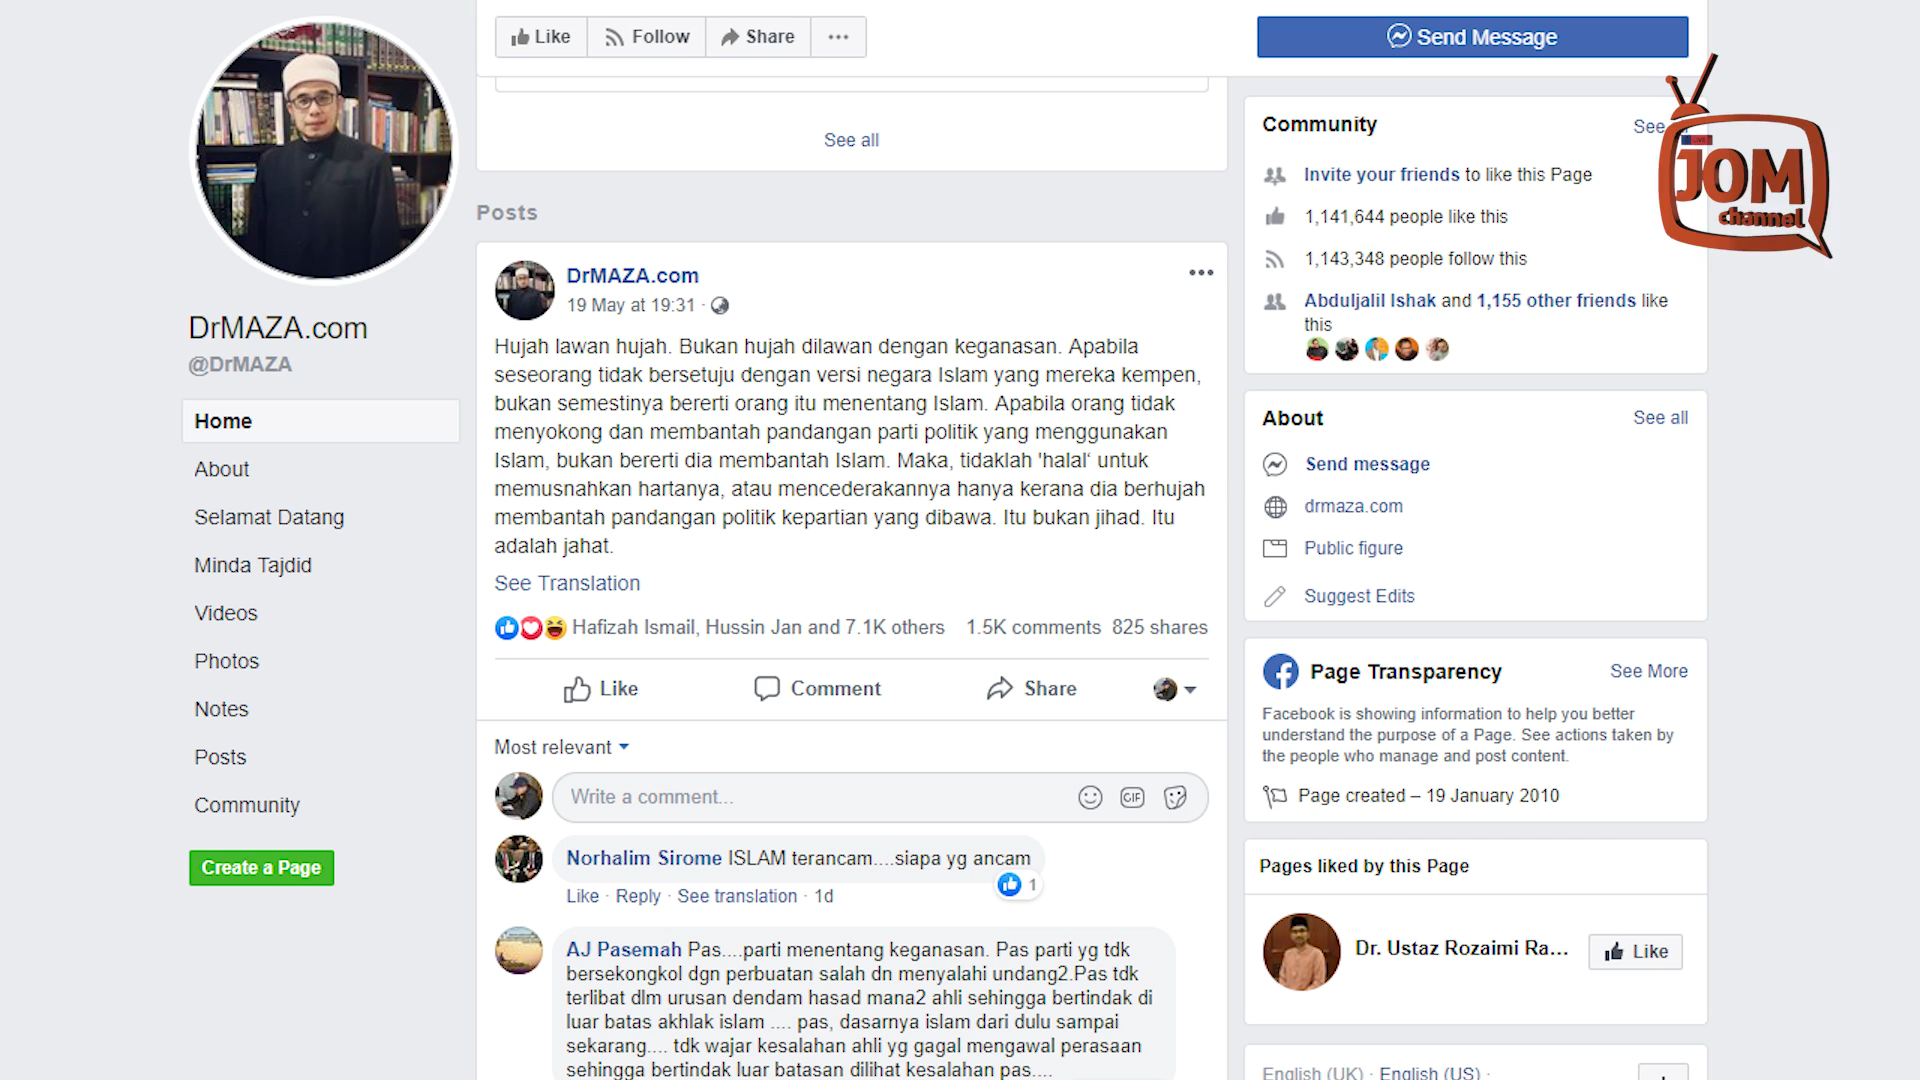 Like
Follow
Share
Send Message
See all
DrMAZA.com
@DrMAZA
Home
About
Selamat Datang
Minda Tajdid
Videos
Photos
Notes
Posts
Community
Create a Page
Posts
DrMAZA.com
19 May at 19:31 ·
Hujah lawan hujah. Bukan hujah dilawan dengan keganasan. Apabila
seseorang tidak bersetuju dengan versi negara Islam yang mereka kempen,
bukan semestinya bererti orang itu menentang Islam. Apabila orang tidak
menyokong dan membantah pandangan parti politik yang menggunakan
Islam, bukan bererti dia membantah Islam. Maka, tidaklah 'halal‘ untuk
memusnahkan hartanya, atau mencederakannya hanya kerana dia berhujah
membantah pandangan politik kepartian yang dibawa. Itu bukan jihad. Itu
adalah jahat.
See Translation
Hafizah Ismail, Hussin Jan and 7.1K others 1.5K comments 825 shares
Like Comment Share
Most relevant
Write a comment...
GIF
Norhalim Sirome ISLAM terancam....siapa yg ancam
1
Like · Reply · See translation · 1d
AJ Pasemah Pas....parti menentang keganasan. Pas parti yg tdk
bersekongkol dgn perbuatan salah dn menyalahi undang2.Pas tdk
terlibat dlm urusan dendam hasad mana2 ahli sehingga bertindak di
luar batas akhlak islam .... pas, dasarnya islam dari dulu sampai
sekarang.... tdk wajar kesalahan ahli yg gagal mengawal perasaan
sehingga bertindak luar batasan dilihat kesalahan pas....
Community
See
JOM
channel
Invite your friends to like this Page
1,141,644 people like this
1,143,348 people follow this
Abduljalil Ishak and 1,155 other friends like
this
About See all
Send message
drmaza.com
Public figure
Suggest Edits
Page Transparency See More
Facebook is showing information to help you better
understand the purpose of a Page. See actions taken by
the people who manage and post content.
Page created – 19 January 2010
Pages liked by this Page
Dr. Ustaz Rozaimi Ra... Like
English (UK) · English (US) ·